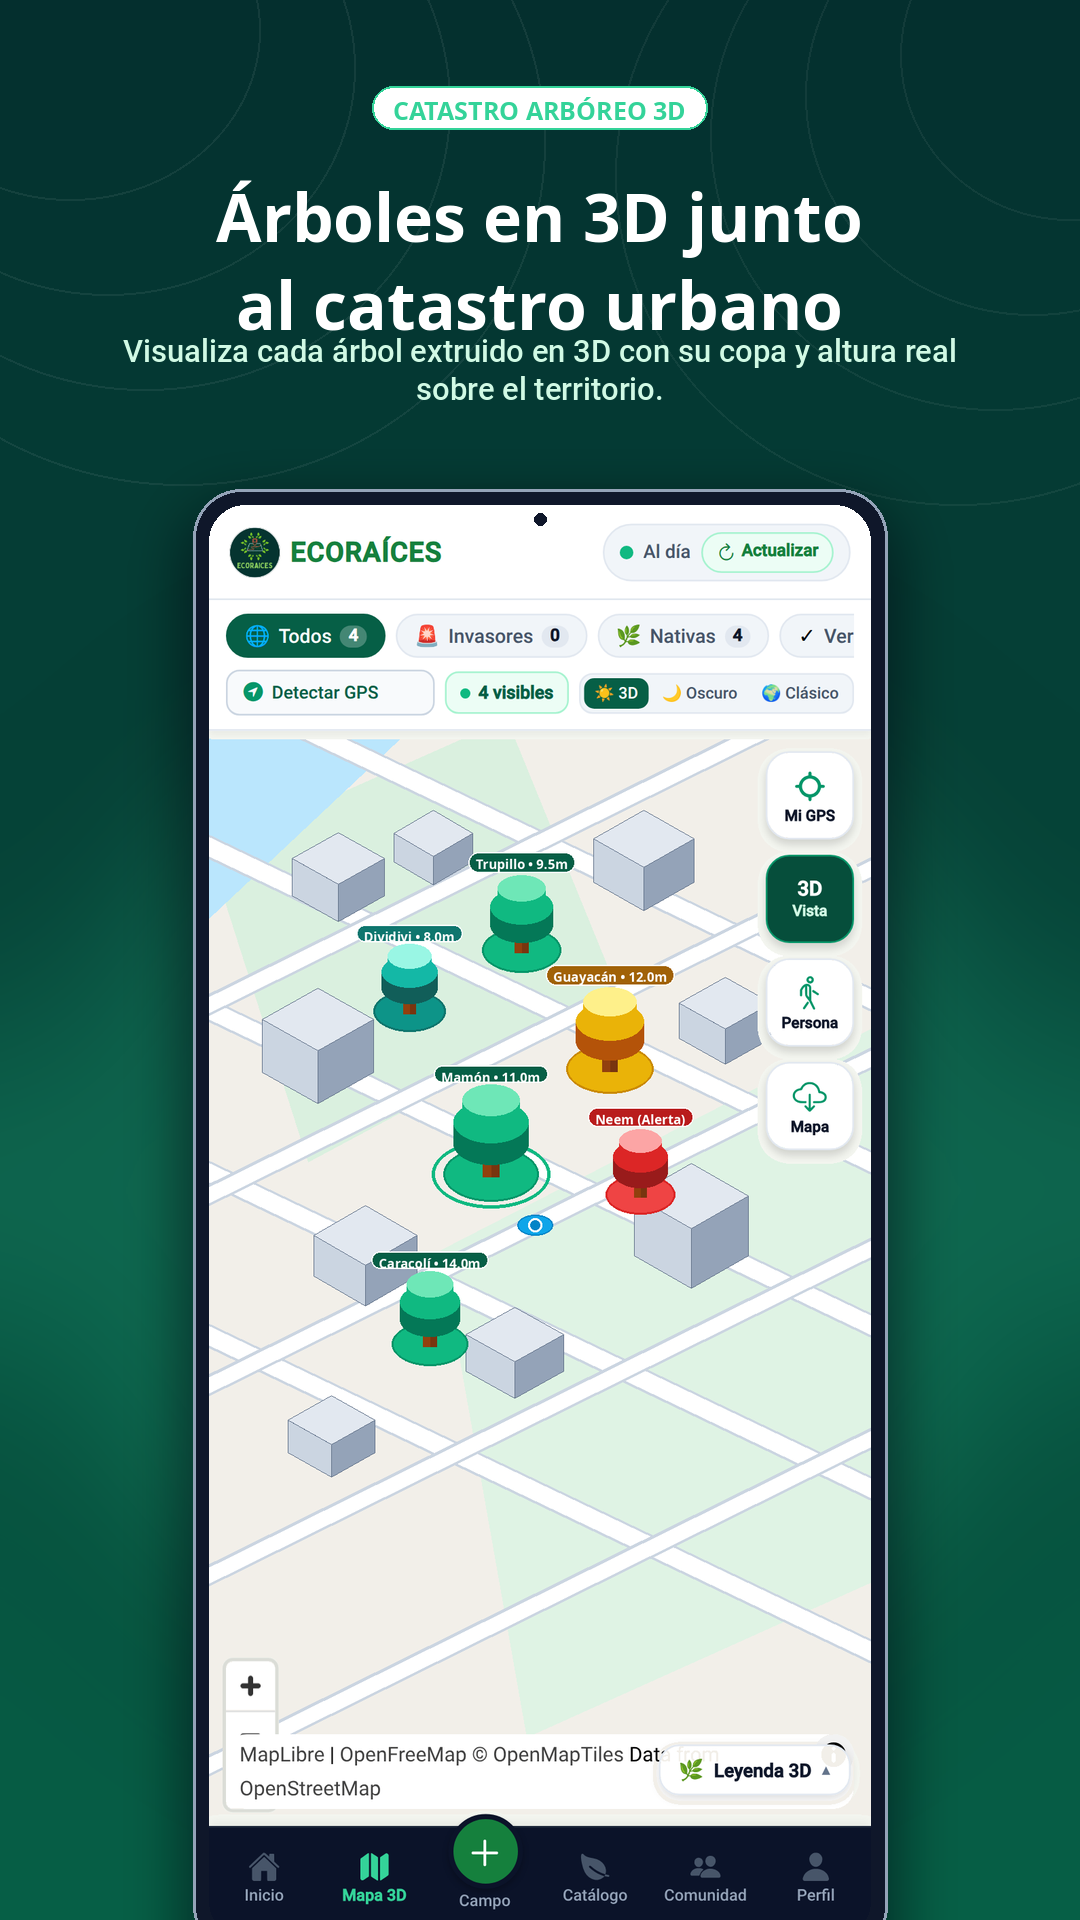 CATASTRO ARBÓREO 3D
Árboles en 3D junto
al catastro urbano
Visualiza cada árbol extruido en 3D con su copa y altura real
sobre el territorio.
ECORAÍCES
ECORAÍCES
Al día
Actualizar
Todos 4
Invasores 0
Nativas 4
✓ Ver
Detectar GPS
4 visibles
3D
Oscuro
Clásico
Mi GPS
Trupillo • 9.5m
3D
Vista
Dividivi • 8.0m
Guayacán • 12.0m
Persona
Mamón • 11.0m
Neem (Alerta)
Mapa
Caracolí • 14.0m
+
MapLibre | OpenFreeMap © OpenMapTiles Data from
OpenStreetMap
Leyenda 3D ▲
Inicio
Mapa 3D
Campo
Catálogo
Comunidad
Perfil